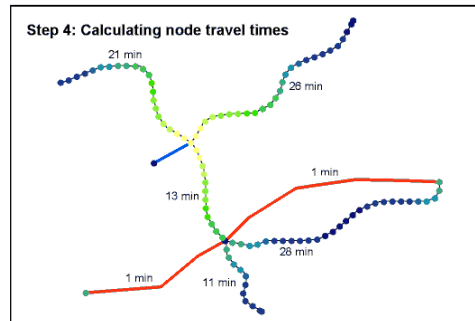 Step 4: Calculating node travel times
21 min
26 min
1 min
13 min
28 min
1 min
11 min